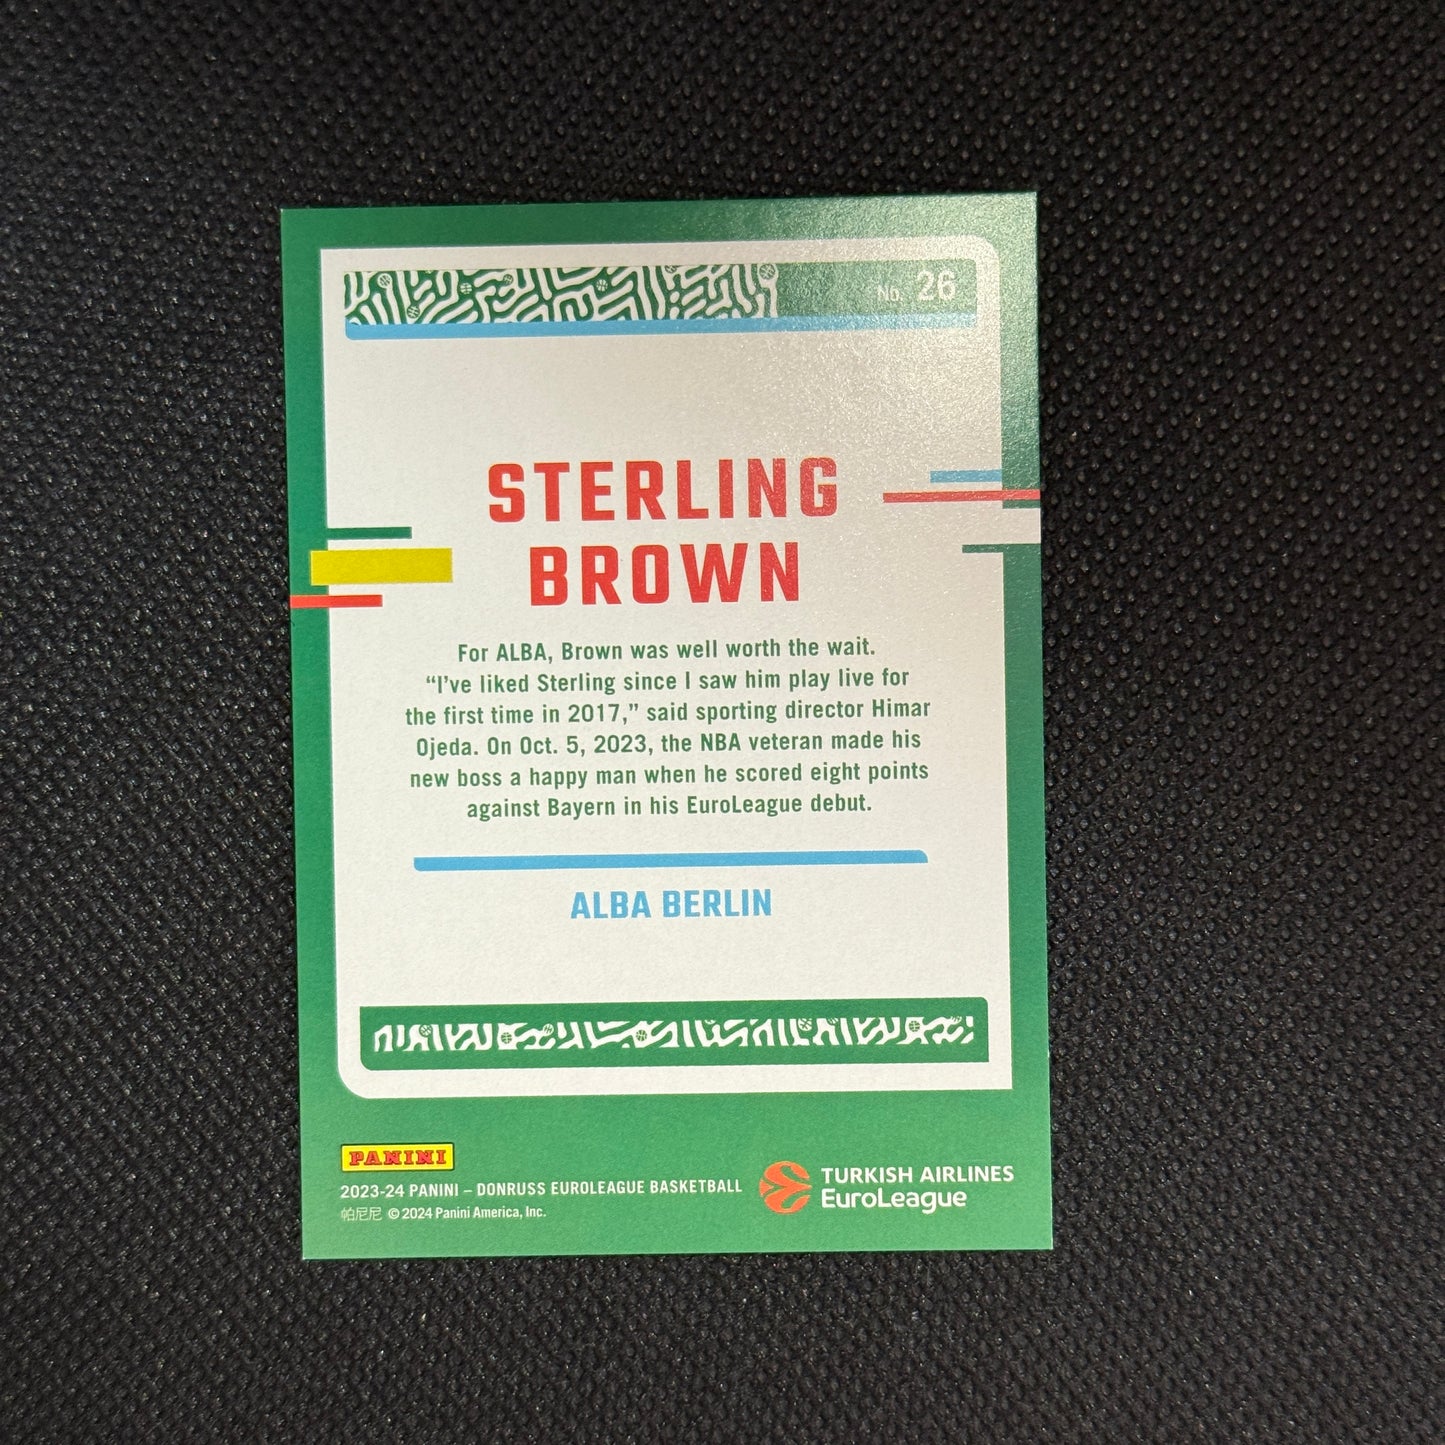 No. 26
STERLING
BROWN
For ALBA, Brown was well worth the wait.
“I’ve liked Sterling since I saw him play live for
the first time in 2017,” said sporting director Himar
Ojeda. On Oct. 5, 2023, the NBA veteran made his
new boss a happy man when he scored eight points
against Bayern in his EuroLeague debut.
ALBA BERLIN
PANINI
2023-24 PANINI – DONRUSS EUROLEAGUE BASKETBALL
帕尼尼 © 2024 Panini America, Inc.
TURKISH AIRLINES
EuroLeague